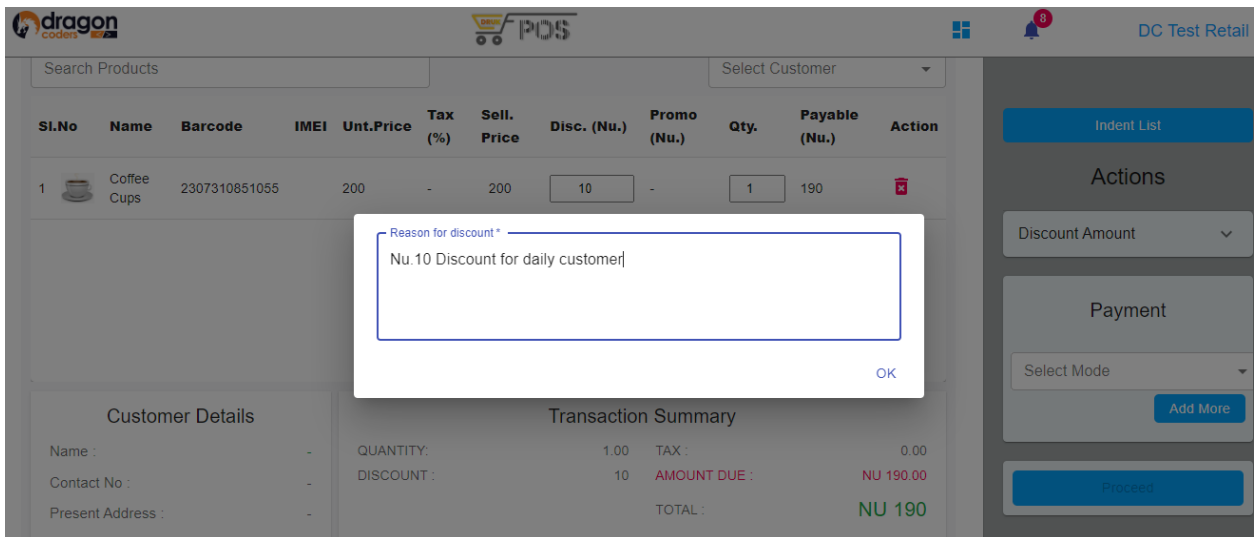 dragon
coders </>
DRUK
POS
8
DC Test Retail
Search Products
Select Customer
Sl.No Name Barcode IMEI Unt.Price Tax (%) Sell. Price Disc. (Nu.) Promo (Nu.) Qty. Payable (Nu.) Action
1 Coffee Cups 2307310851055 200 - 200 10 - 1 190
Reason for discount *
Nu.10 Discount for daily customer
OK
Indent List
Actions
Discount Amount
Payment
Select Mode
Add More
Proceed
Customer Details
Name : -
Contact No : -
Present Address : -
Transaction Summary
QUANTITY: 1.00 TAX : 0.00
DISCOUNT : 10 AMOUNT DUE : NU 190.00
TOTAL : NU 190